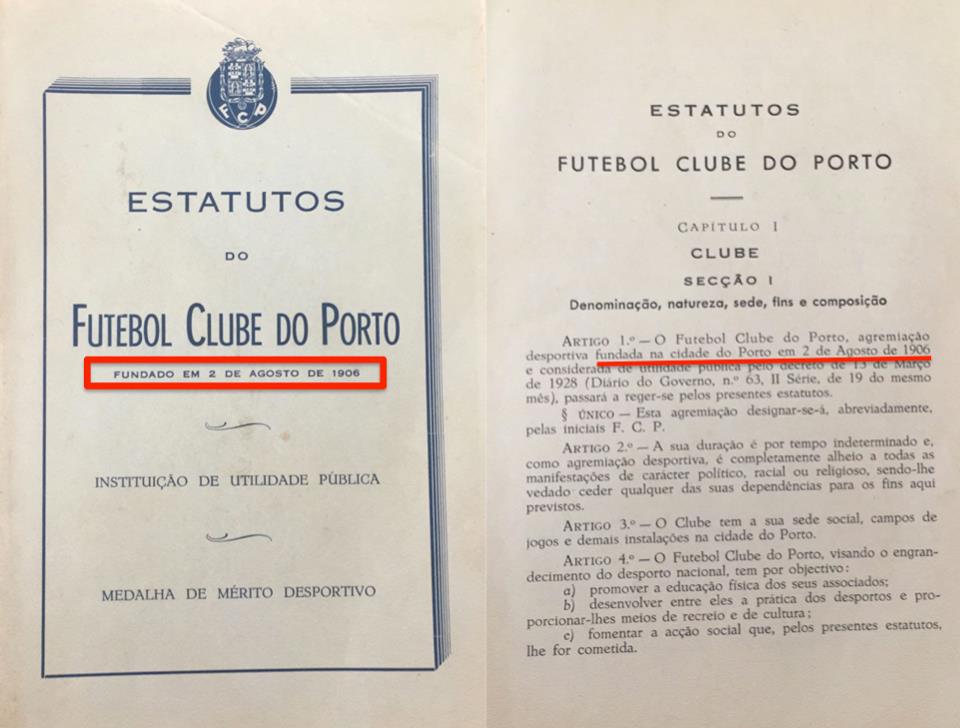 FCP
ESTATUTOS
DO
FUTEBOL CLUBE DO PORTO
FUNDADO EM 2 DE AGOSTO DE 1906
INSTITUIÇÃO DE UTILIDADE PÚBLICA
MEDALHA DE MÉRITO DESPORTIVO
ESTATUTOS
DO
FUTEBOL CLUBE DO PORTO
CAPÍTULO I
CLUBE
SECÇÃO I
Denominação, natureza, sede, fins e composição
ARTIGO 1.º — O Futebol Clube do Porto, agremiação
desportiva fundada na cidade do Porto em 2 de Agosto de 1906
e considerada de utilidade pública pelo decreto de 13 de Março
de 1928 (Diário do Governo, n.º 63, II Série, de 19 do mesmo
mês), passará a reger-se pelos presentes estatutos.
§ ÚNICO — Esta agremiação designar-se-á, abreviadamente,
pelas iniciais F. C. P.
ARTIGO 2.º — A sua duração é por tempo indeterminado e,
como agremiação desportiva, é completamente alheio a todas as
manifestações de carácter político, racial ou religioso, sendo-lhe
vedado ceder qualquer das suas dependências para os fins aqui
previstos.
ARTIGO 3.º — O Clube tem a sua sede social, campos de
jogos e demais instalações na cidade do Porto.
ARTIGO 4.º — O Futebol Clube do Porto, visando o engran-
decimento do desporto nacional, tem por objectivo:
a) promover a educação física dos seus associados;
b) desenvolver entre eles a prática dos desportos e pro-
porcionar-lhes meios de recreio e de cultura;
c) fomentar a acção social que, pelos presentes estatutos,
lhe for cometida.